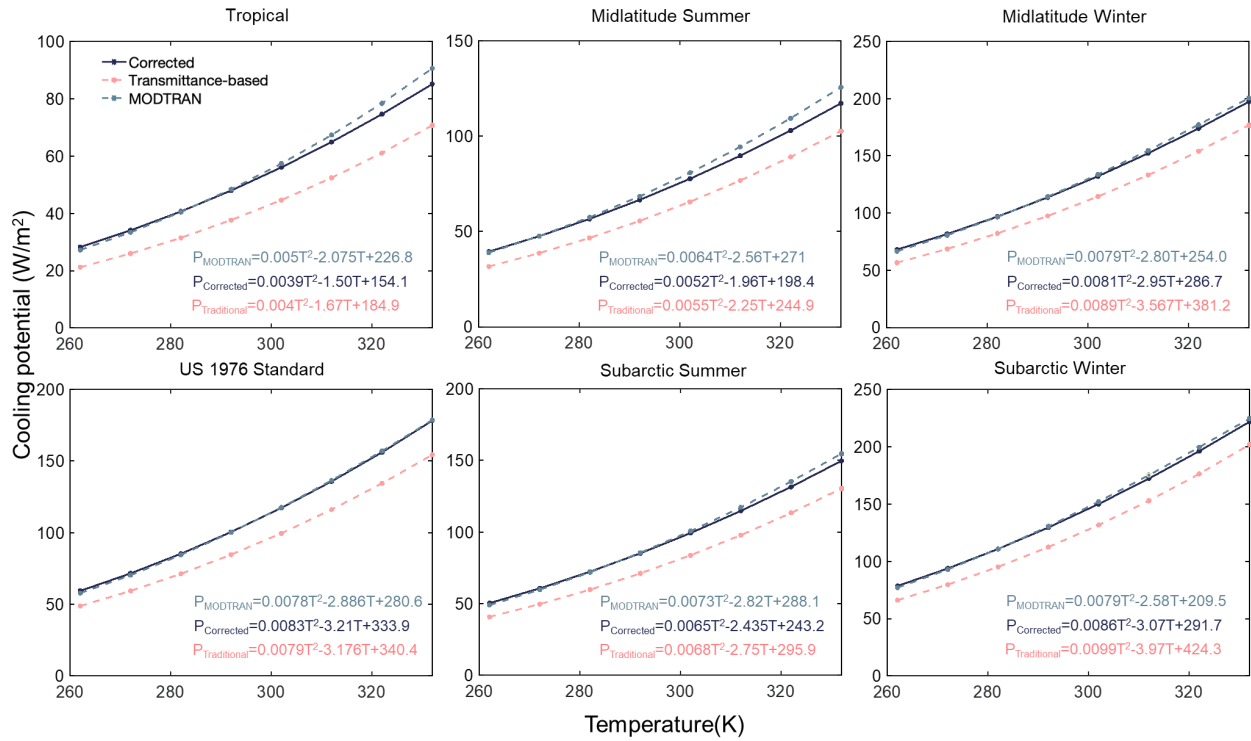 Tropical
Midlatitude Summer
Midlatitude Winter
100
80
60
40
20
0
260
280
300
320
Corrected
Transmittance-based
MODTRAN
P_MODTRAN=0.005T²-2.075T+226.8
P_Corrected=0.0039T²-1.50T+154.1
P_Traditional=0.004T²-1.67T+184.9
150
100
50
0
260
280
300
320
P_MODTRAN=0.0064T²-2.56T+271
P_Corrected=0.0052T²-1.96T+198.4
P_Traditional=0.0055T²-2.25T+244.9
250
200
150
100
50
0
260
280
300
320
P_MODTRAN=0.0079T²-2.80T+254.0
P_Corrected=0.0081T²-2.95T+286.7
P_Traditional=0.0089T²-3.567T+381.2
Cooling potential (W/m²)
US 1976 Standard
Subarctic Summer
Subarctic Winter
200
150
100
50
0
260
280
300
320
P_MODTRAN=0.0078T²-2.886T+280.6
P_Corrected=0.0083T²-3.21T+333.9
P_Traditional=0.0079T²-3.176T+340.4
200
150
100
50
0
260
280
300
320
P_MODTRAN=0.0073T²-2.82T+288.1
P_Corrected=0.0065T²-2.435T+243.2
P_Traditional=0.0068T²-2.75T+295.9
250
200
150
100
50
0
260
280
300
320
P_MODTRAN=0.0079T²-2.58T+209.5
P_Corrected=0.0086T²-3.07T+291.7
P_Traditional=0.0099T²-3.97T+424.3
Temperature(K)